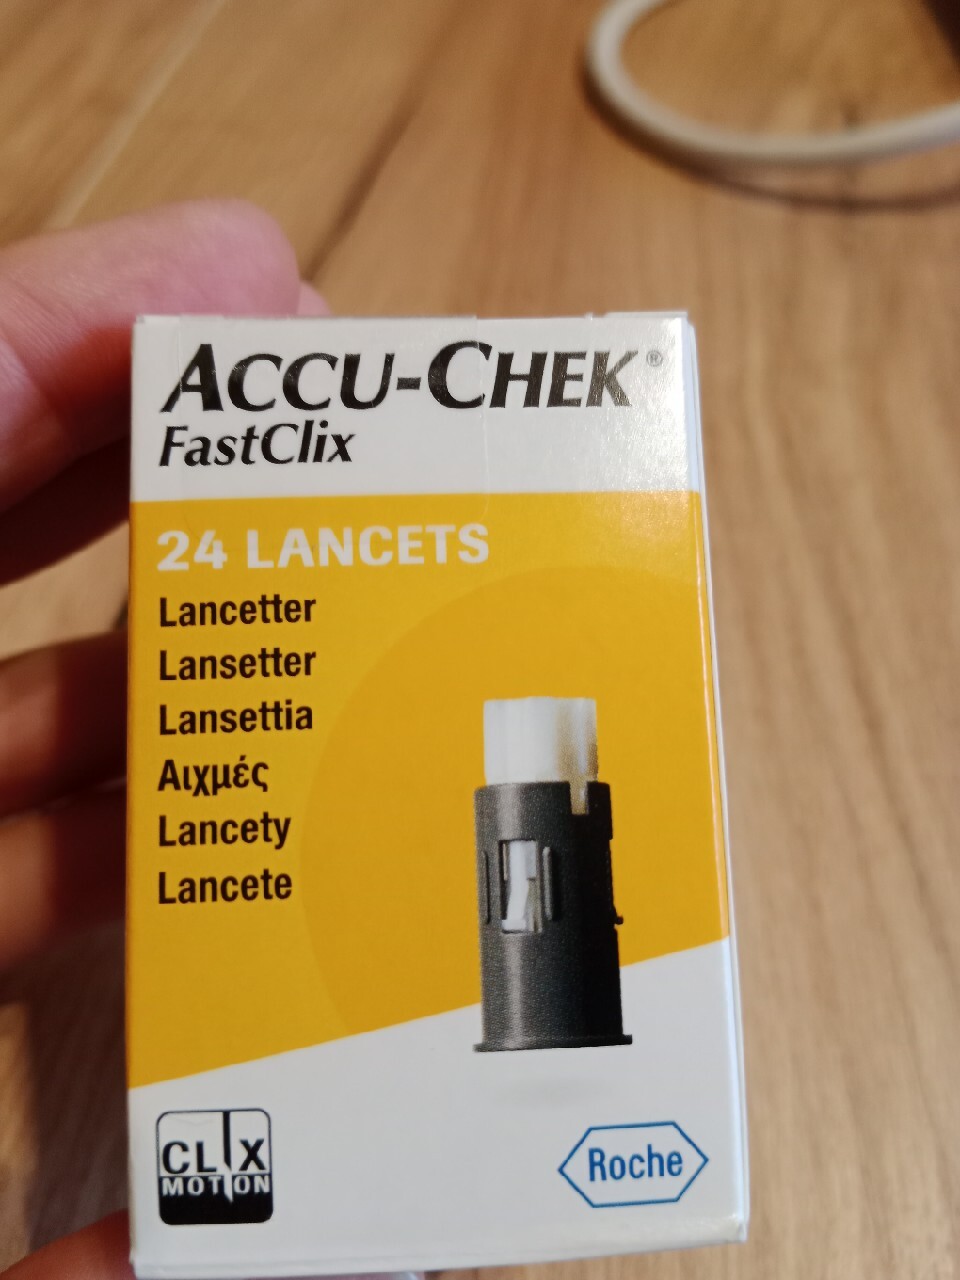 ACCU-CHEK®
FastClix
24 LANCETS
Lancetter
Lansetter
Lansettia
Αιχμές
Lancety
Lancete
CLIX
MOTION
Roche